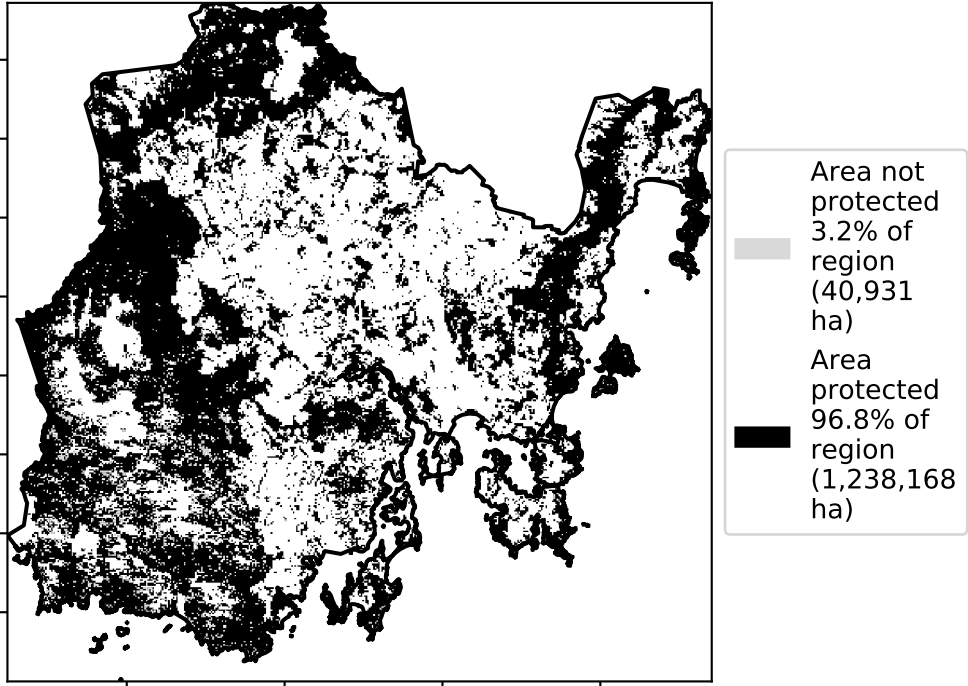 Area not
protected
3.2% of
region
(40,931
ha)
Area
protected
96.8% of
region
(1,238,168
ha)